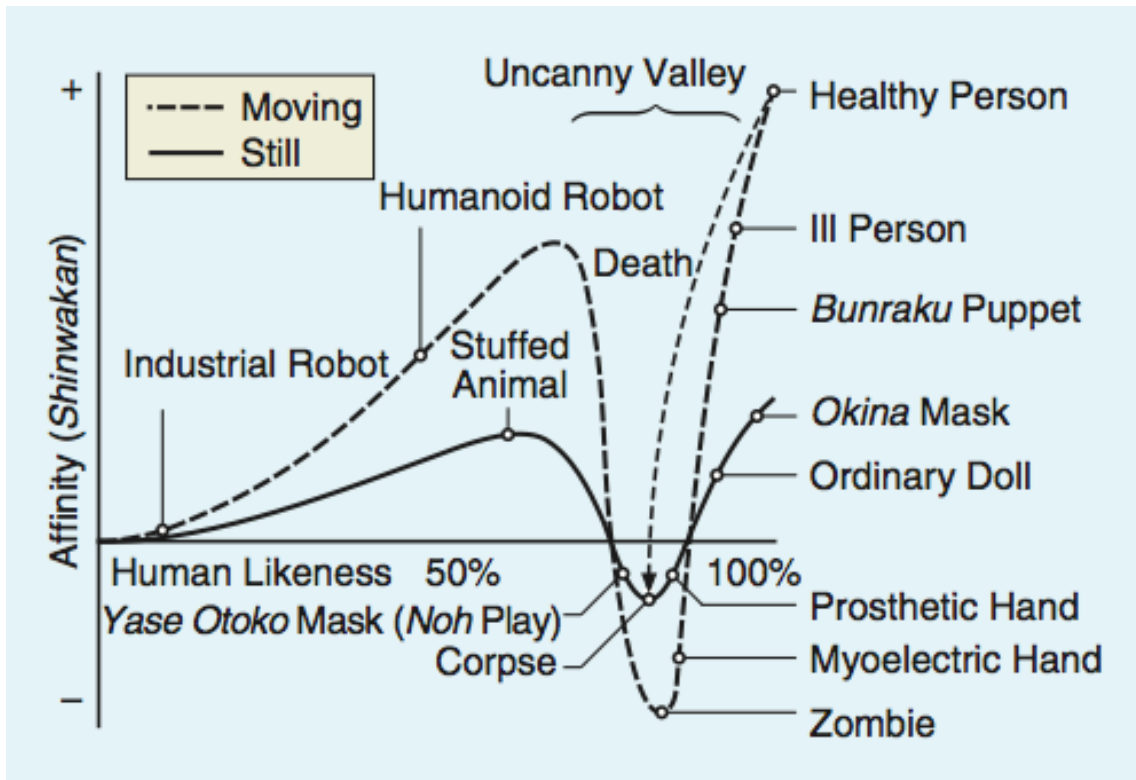 +
Uncanny Valley
Healthy Person
Moving
Still
Humanoid Robot
Ill Person
Death
Bunraku Puppet
Industrial Robot
Stuffed
Animal
Affinity (Shinwakan)
Okina Mask
Ordinary Doll
Human Likeness 50% 100%
Yase Otoko Mask (Noh Play)
Prosthetic Hand
Corpse
Myoelectric Hand
–
Zombie